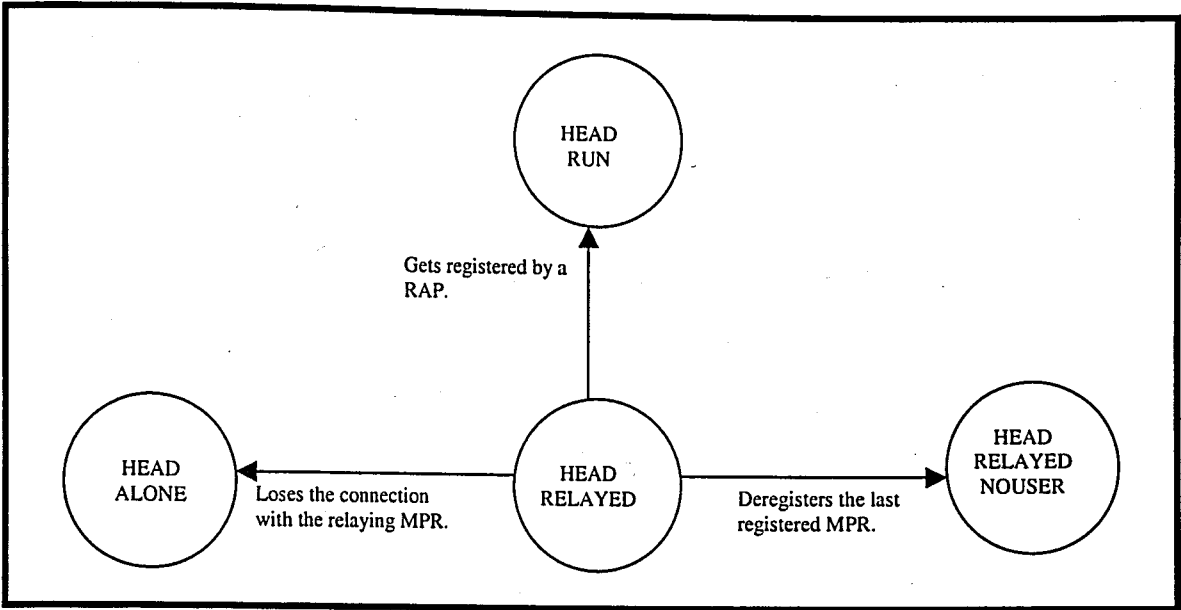 HEAD
RUN
Gets registered by a
RAP.
HEAD
ALONE
Loses the connection
with the relaying MPR.
HEAD
RELAYED
Deregisters the last
registered MPR.
HEAD
RELAYED
NOUSER